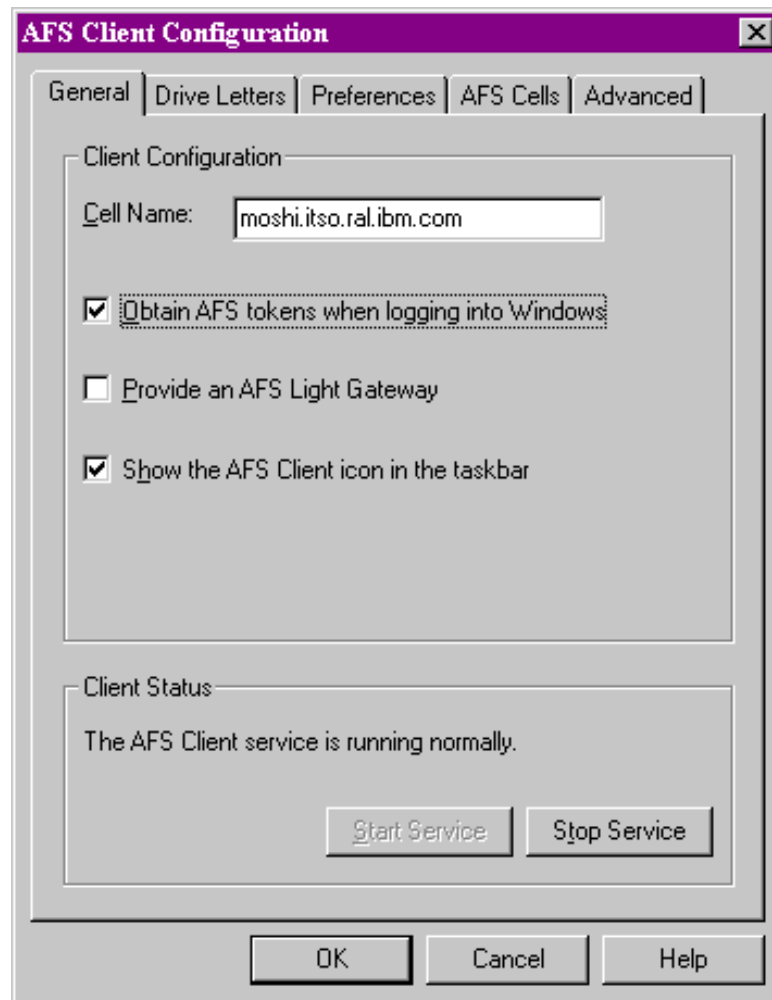 AFS Client Configuration
General Drive Letters Preferences AFS Cells Advanced
Client Configuration
Cell Name: moshi.itso.ral.ibm.com
Obtain AFS tokens when logging into Windows
Provide an AFS Light Gateway
Show the AFS Client icon in the taskbar
Client Status
The AFS Client service is running normally.
Start Service Stop Service
OK Cancel Help